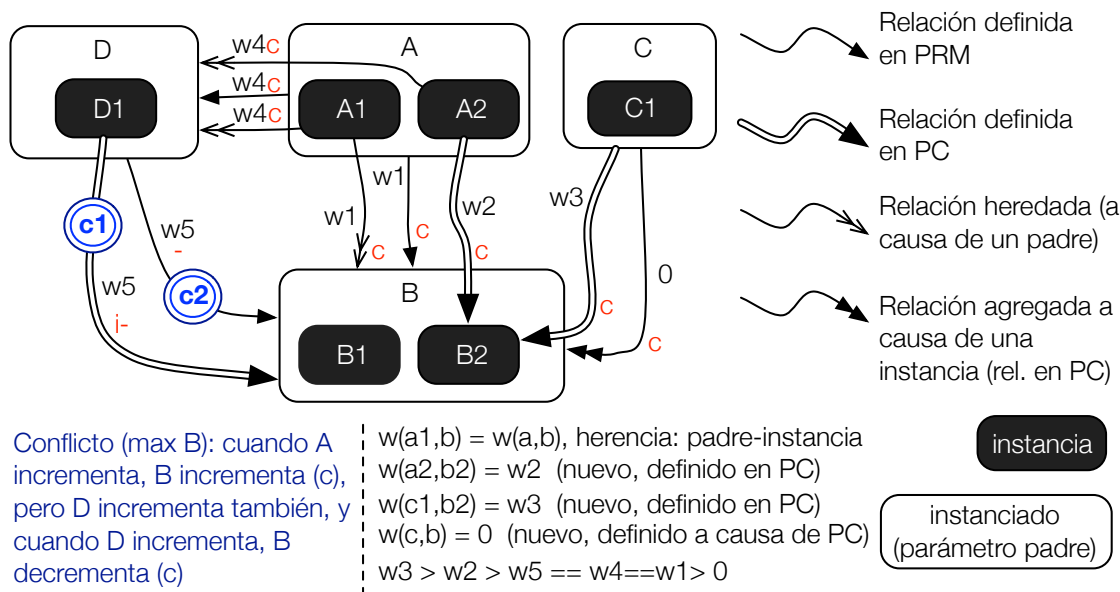 D
D1
w4c
w4c
w4c
A
A1
A2
C
C1
w1
c
w1
c
w2
c
w3
c
0
c
c1
w5
i-
w5
-
c2
B
B1
B2
Relación definida
en PRM
Relación definida
en PC
Relación heredada (a
causa de un padre)
Relación agregada a
causa de una
instancia (rel. en PC)
instancia
instanciado
(parámetro padre)
Conflicto (max B): cuando A
incrementa, B incrementa (c),
pero D incrementa también, y
cuando D incrementa, B
decrementa (c)
w(a1,b) = w(a,b), herencia: padre-instancia
w(a2,b2) = w2 (nuevo, definido en PC)
w(c1,b2) = w3 (nuevo, definido en PC)
w(c,b) = 0 (nuevo, definido a causa de PC)
w3 > w2 > w5 == w4==w1> 0